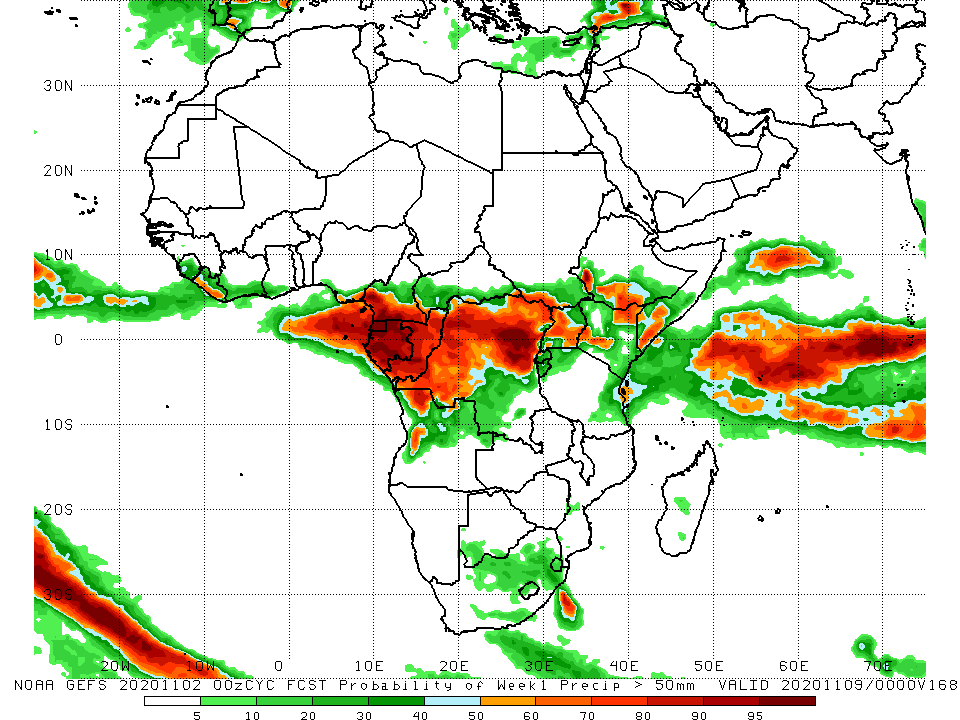 30N
20N
10N
0
10S
20S
30S
20W 10W 0 10E 20E 30E 40E 50E 60E 70E
NOAA GEFS 20201102 00zCYC FCST Probability of Week1 Precip > 50mm VALID 20201109/0000V168
5 10 20 30 40 50 60 70 80 90 95